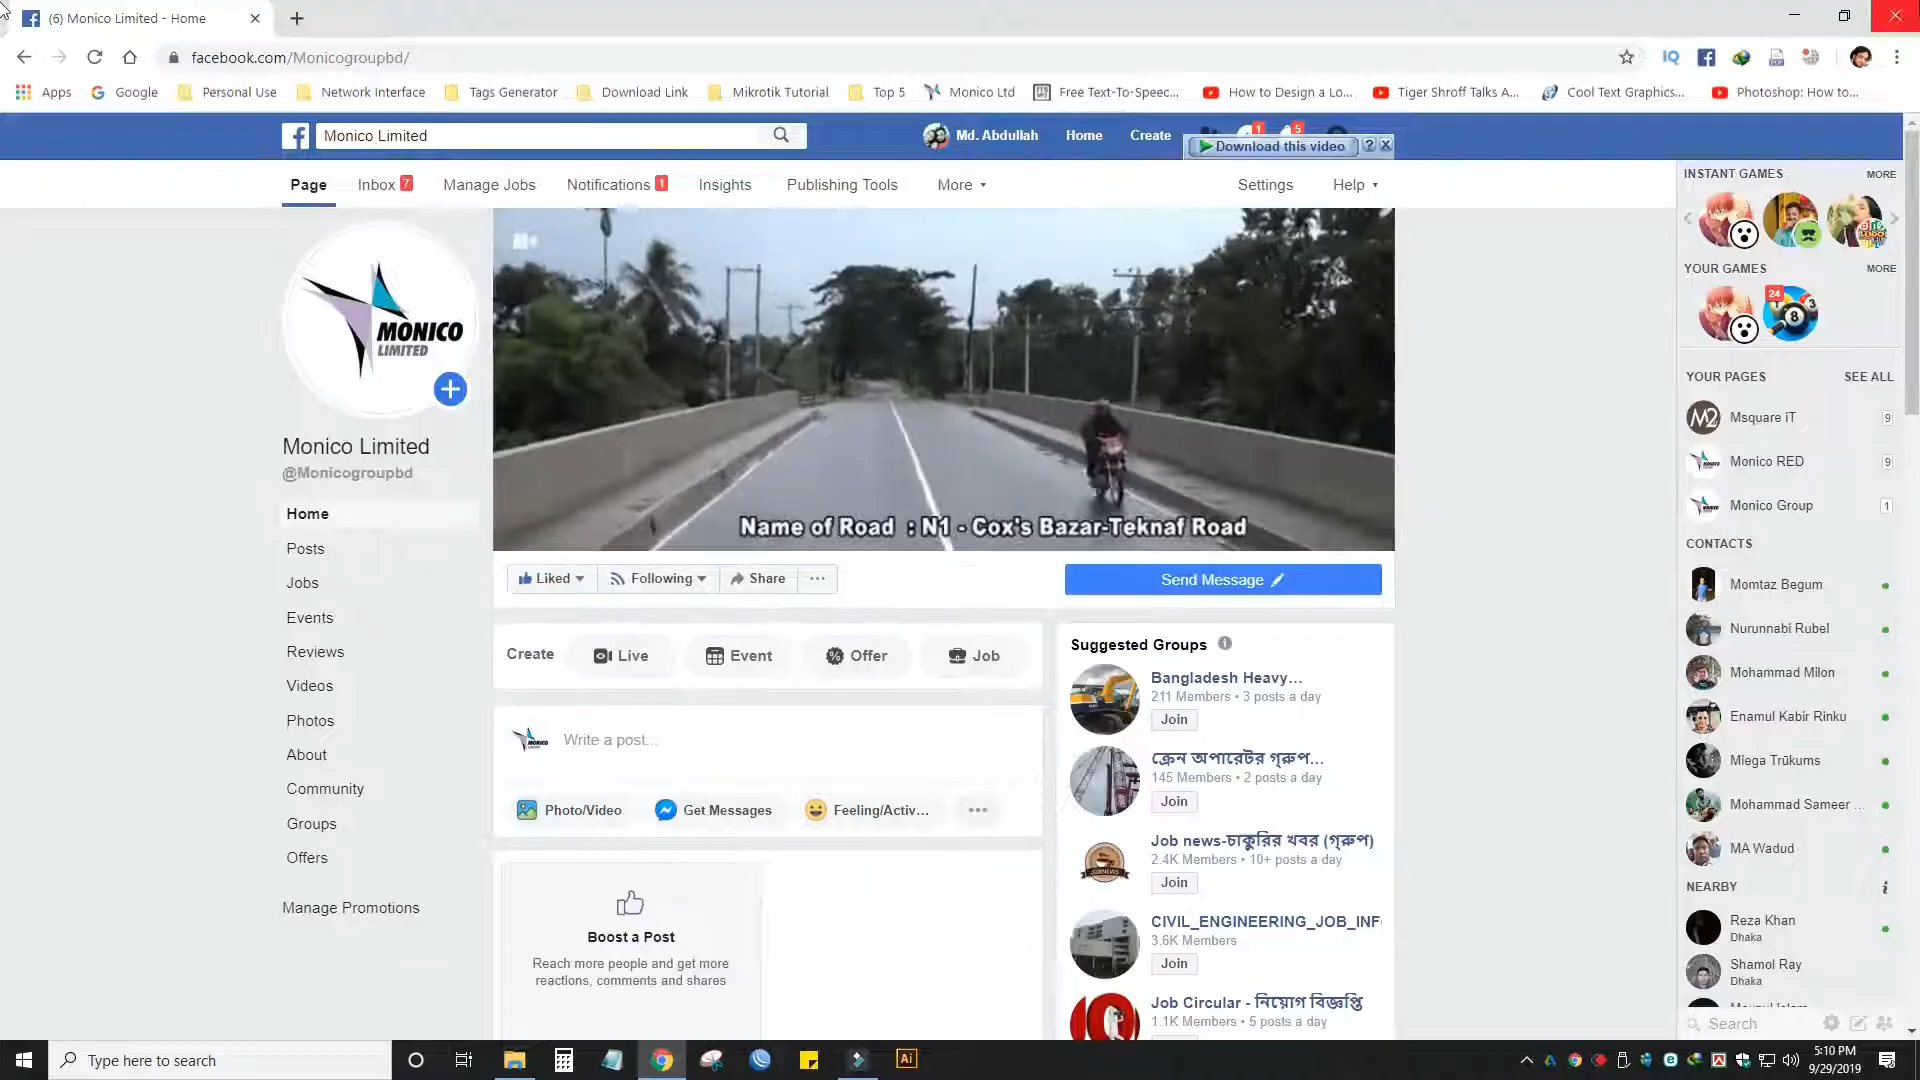 (6) Monico Limited - Home
facebook.com/Monicogroupbd/
Apps
Google
Personal Use
Network Interface
Tags Generator
Download Link
Mikrotik Tutorial
Top 5
Monico Ltd
Free Text-To-Speec...
How to Design a Lo...
Tiger Shroff Talks A...
Cool Text Graphics...
Photoshop: How to...
Monico Limited
Md. Abdullah
Home
Create
1
5
Download this video
Page
Inbox 7
Manage Jobs
Notifications 1
Insights
Publishing Tools
More
Settings
Help
MONICO
LIMITED
Monico Limited
@Monicogroupbd
Home
Posts
Jobs
Events
Reviews
Videos
Photos
About
Community
Groups
Offers
Manage Promotions
Name of Road : N1 - Cox's Bazar-Teknaf Road
Liked
Following
Share
Send Message
Create
Live
Event
Offer
Job
Write a post...
Photo/Video
Get Messages
Feeling/Activ...
Boost a Post
Reach more people and get more
reactions, comments and shares
Suggested Groups
Bangladesh Heavy...
211 Members • 3 posts a day
Join
ক্রেন অপারেটর গ্রুপ...
145 Members • 2 posts a day
Join
Job news-চাকুরির খবর (গ্রুপ)
2.4K Members • 10+ posts a day
Join
CIVIL_ENGINEERING_JOB_INF
3.6K Members
Join
Job Circular - নিয়োগ বিজ্ঞপ্তি
1.1K Members • 5 posts a day
INSTANT GAMES
MORE
YOUR GAMES
MORE
24
YOUR PAGES
SEE ALL
Msquare iT
9
Monico RED
9
Monico Group
1
CONTACTS
Momtaz Begum
Nurunnabi Rubel
Mohammad Milon
Enamul Kabir Rinku
Miega Trūkums
Mohammad Sameer ...
MA Wadud
NEARBY
Reza Khan
Dhaka
Shamol Ray
Dhaka
Search
Type here to search
Ai
5:10 PM
9/29/2019